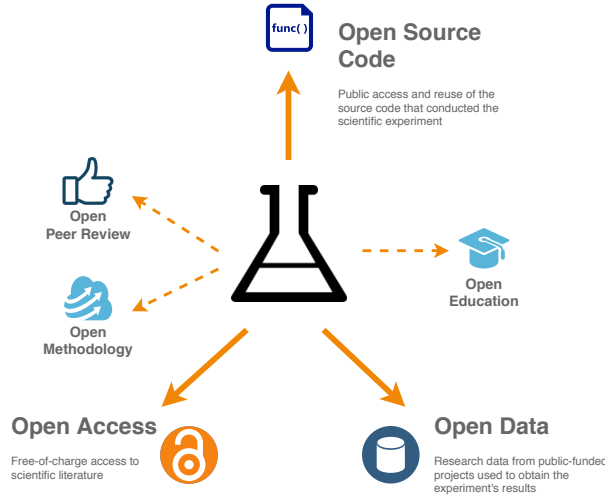 func( )
Open Source
Code
Public access and reuse of the
source code that conducted the
scientific experiment
Open
Peer Review
Open
Education
Open
Methodology
Open Access
Free-of-charge access to
scientific literature
Open Data
Research data from public-funded
projects used to obtain the
experiment's results